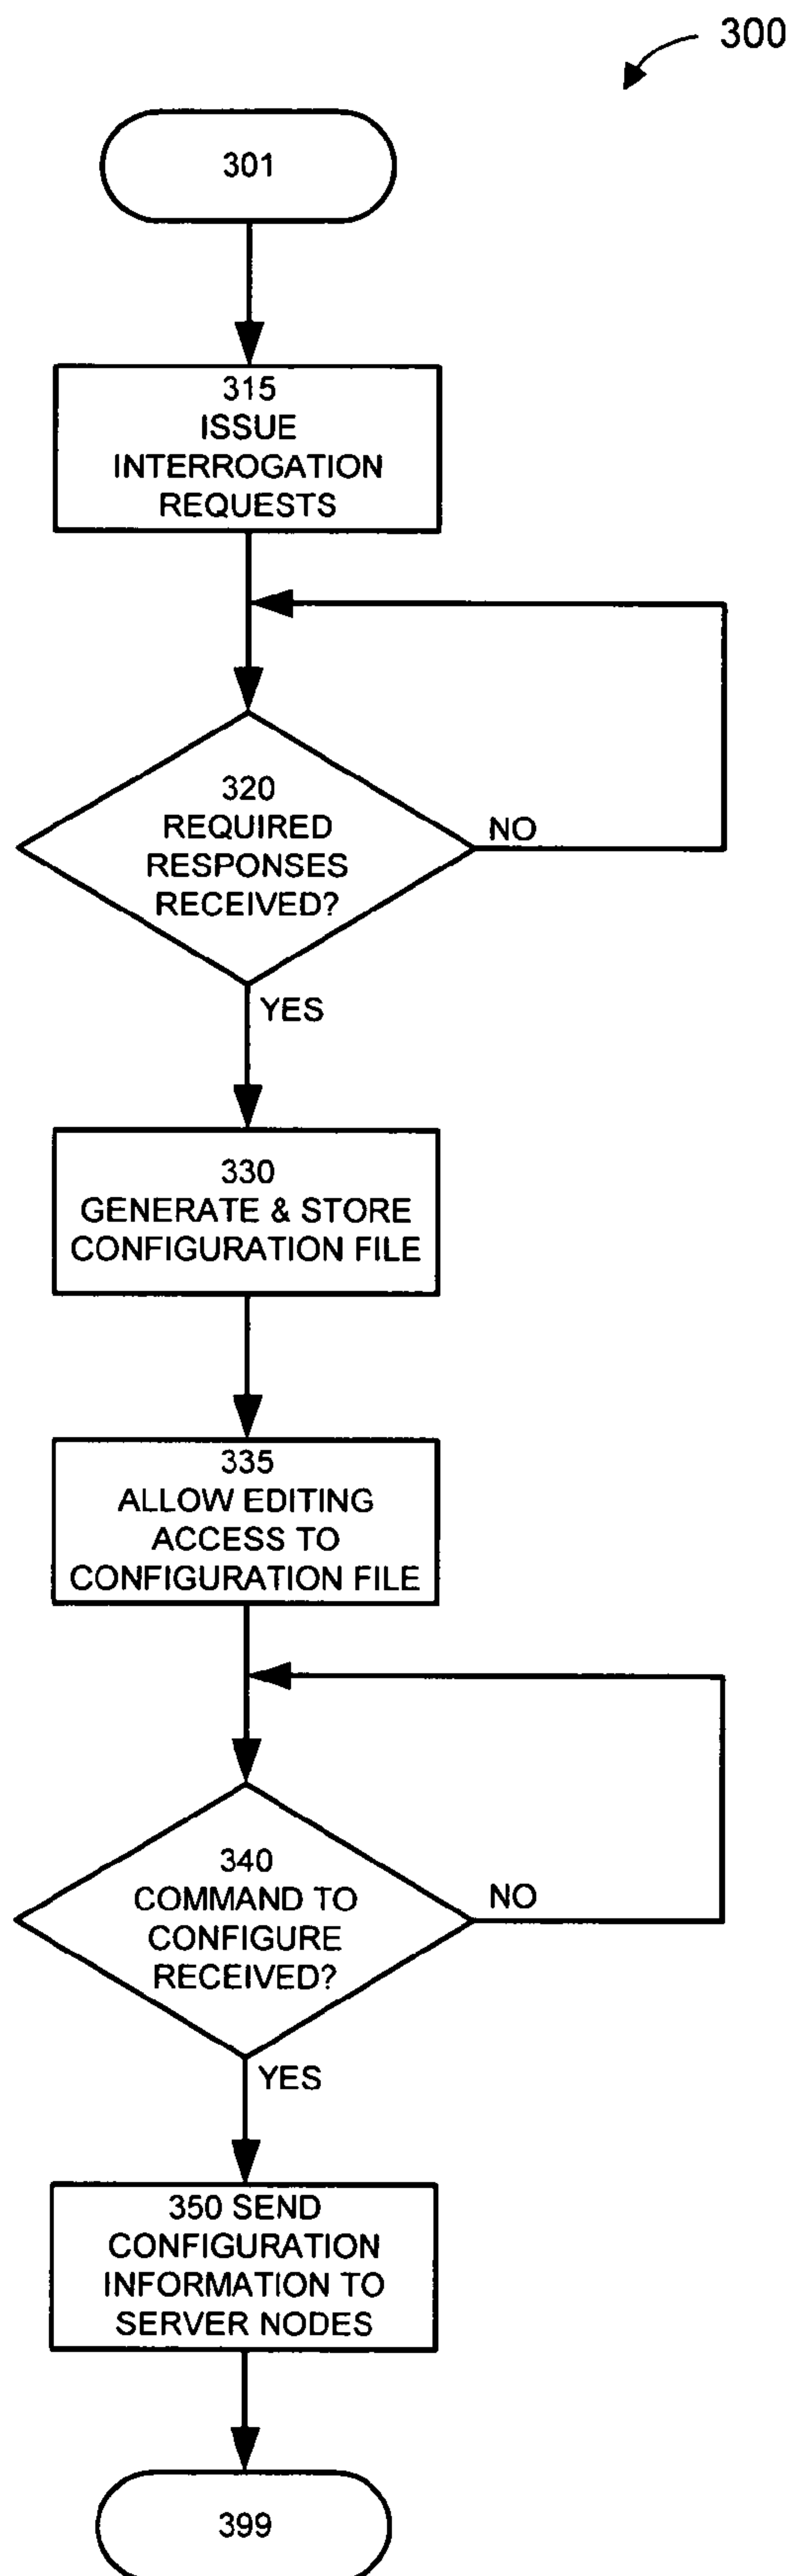 300
301
315
ISSUE
INTERROGATION
REQUESTS
320
REQUIRED
RESPONSES
RECEIVED?
NO
YES
330
GENERATE & STORE
CONFIGURATION FILE
335
ALLOW EDITING
ACCESS TO
CONFIGURATION FILE
340
COMMAND TO
CONFIGURE
RECEIVED?
NO
YES
350 SEND
CONFIGURATION
INFORMATION TO
SERVER NODES
399